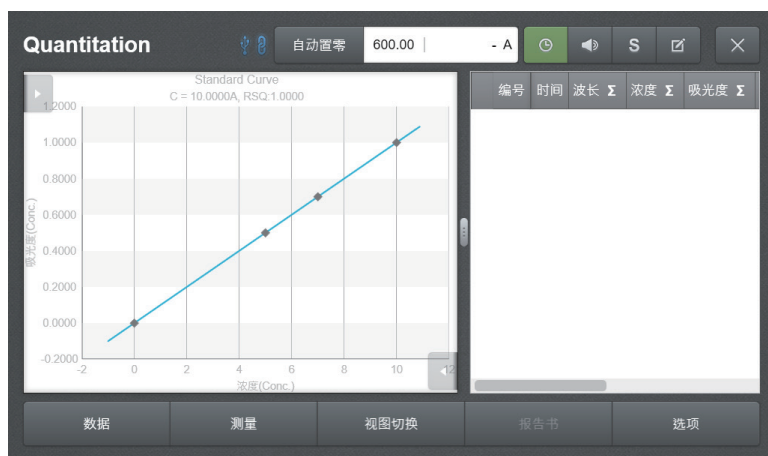 Quantitation
自动置零
600.00
- A
S
Standard Curve
C = 10.0000A, RSQ:1.0000
编号 时间 波长 Σ 浓度 Σ 吸光度 Σ
1.2000
1.0000
0.8000
0.6000
0.4000
0.2000
0.0000
-0.2000
吸光度(Conc.)
-2 0 2 4 6 8 10 12
浓度(Conc.)
数据 测量 视图切换 报告书 选项